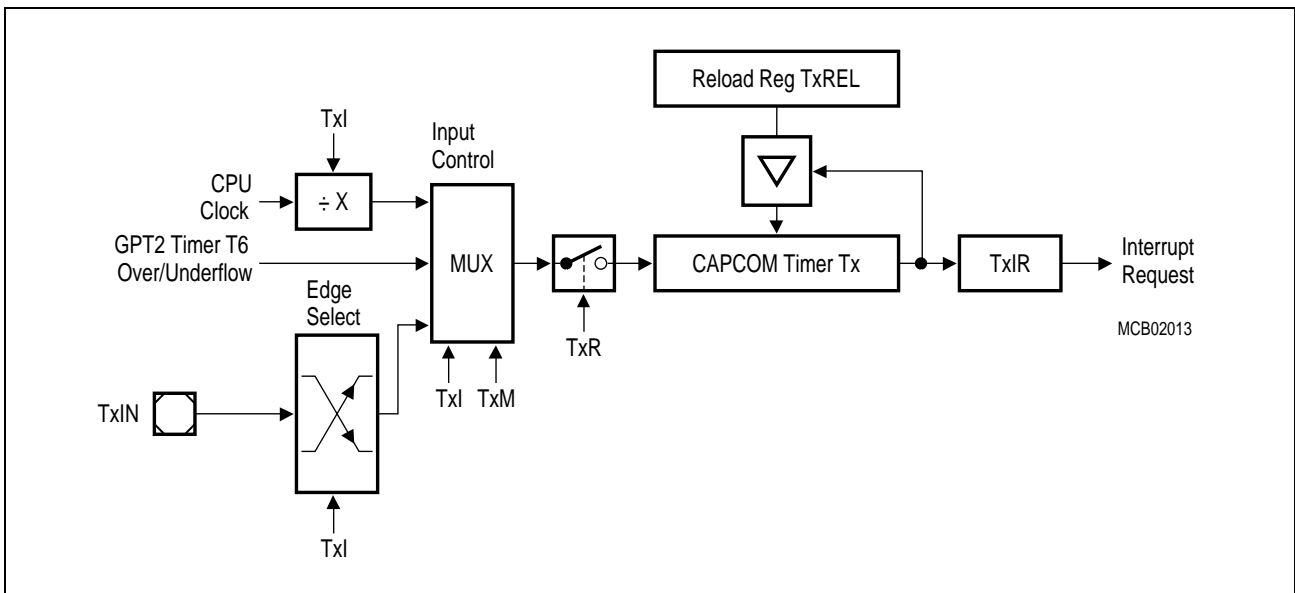 Reload Reg TxREL
TxI
Input
Control
CPU
Clock
÷ X
GPT2 Timer T6
Over/Underflow
MUX
CAPCOM Timer Tx
TxIR
Interrupt
Request
Edge
Select
TxR
MCB02013
TxI
TxM
TxIN
TxI